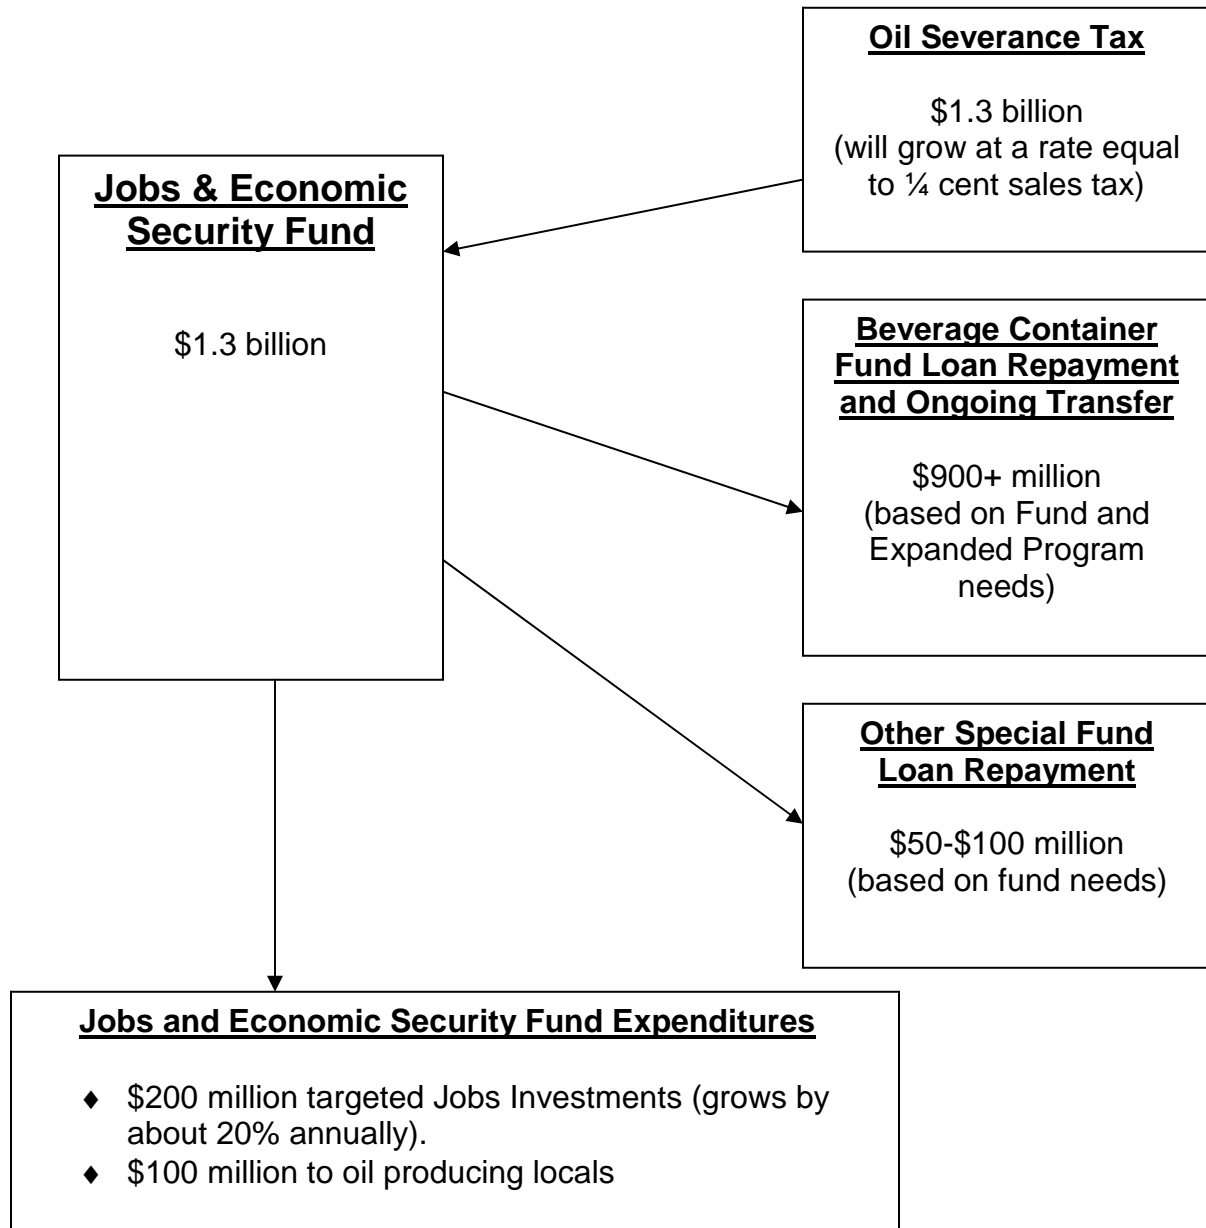 Oil Severance Tax
$1.3 billion
(will grow at a rate equal
to ¼ cent sales tax)
Jobs & Economic
Security Fund
$1.3 billion
Beverage Container
Fund Loan Repayment
and Ongoing Transfer
$900+ million
(based on Fund and
Expanded Program
needs)
Other Special Fund
Loan Repayment
$50-$100 million
(based on fund needs)
Jobs and Economic Security Fund Expenditures
♦ $200 million targeted Jobs Investments (grows by
about 20% annually).
♦ $100 million to oil producing locals